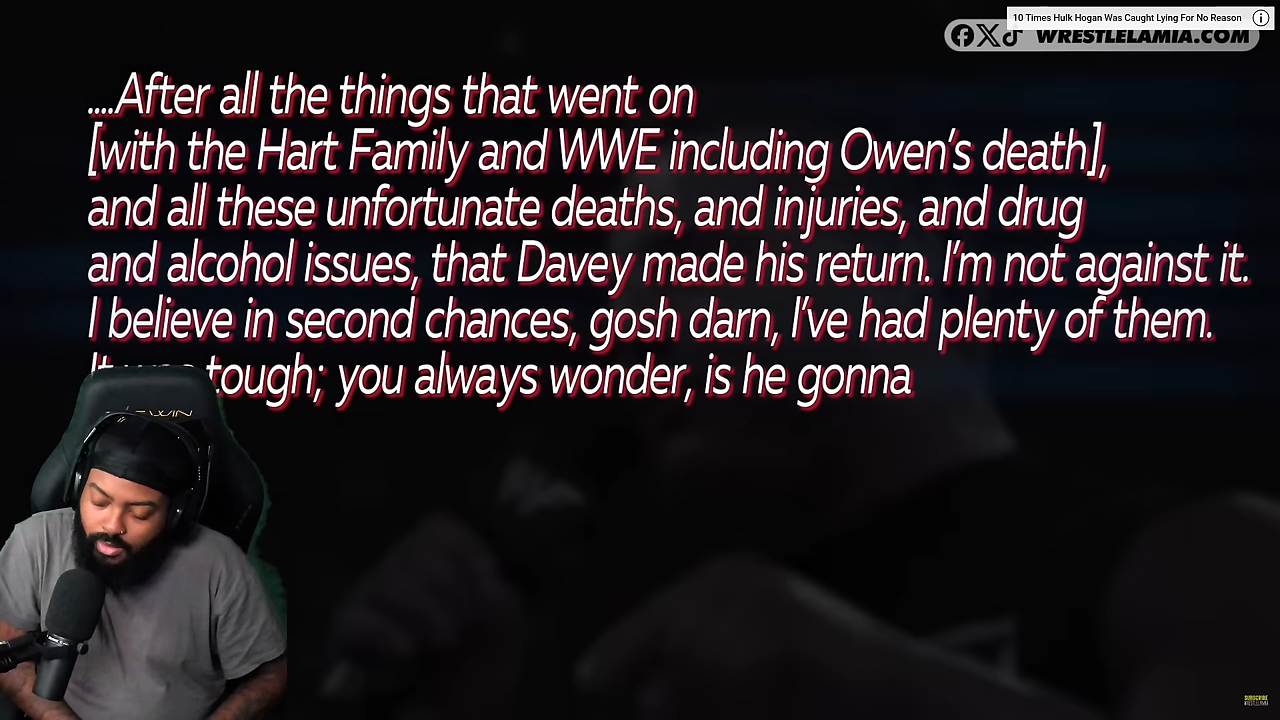 10 Times Hulk Hogan Was Caught Lying For No Reason
WRESTLELAMIA.COM
....After all the things that went on
[with the Hart Family and WWE including Owen's death],
and all these unfortunate deaths, and injuries, and drug
and alcohol issues, that Davey made his return. I'm not against it.
I believe in second chances, gosh darn, I've had plenty of them.
tough; you always wonder, is he gonna
SUBSCRIBE
WRESTLELAMIA